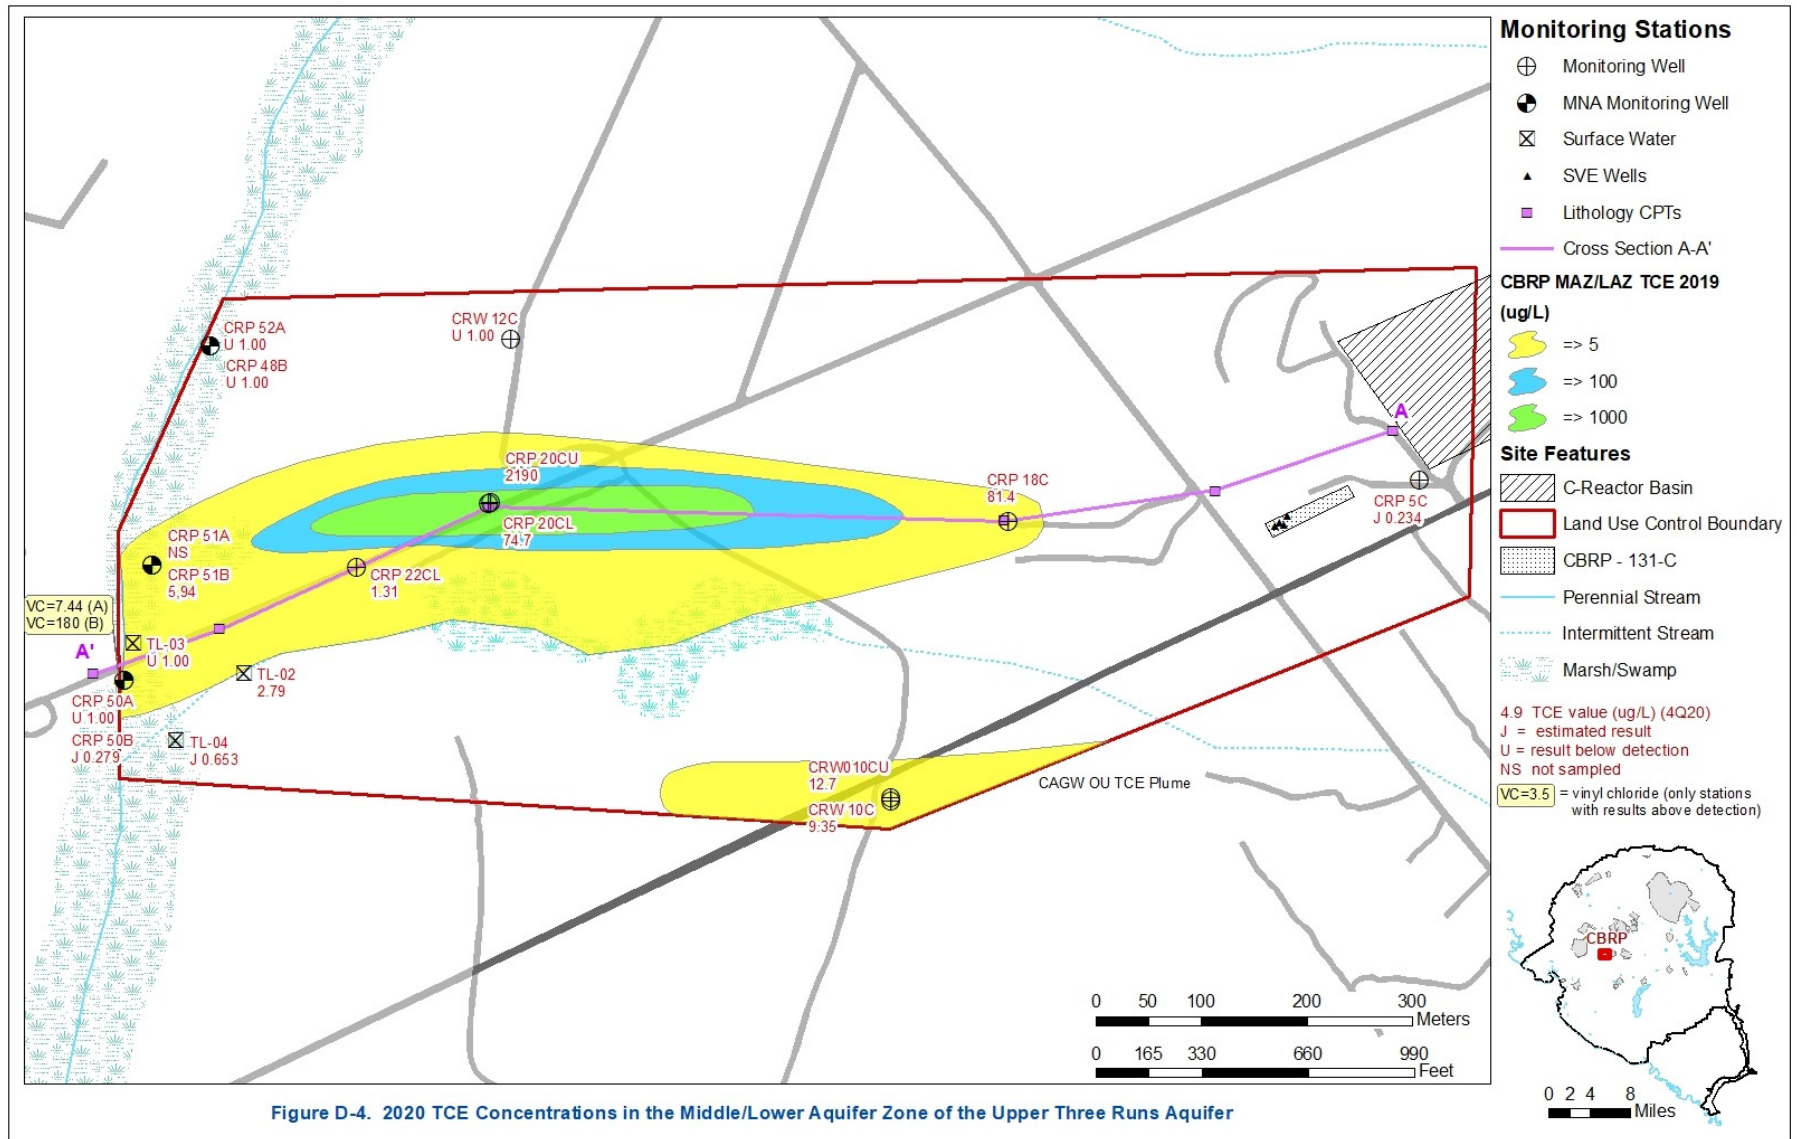 Monitoring Stations
Monitoring Well
MNA Monitoring Well
Surface Water
SVE Wells
Lithology CPTs
Cross Section A-A'
CBRP MAZ/LAZ TCE 2019
(ug/L)
=> 5
=> 100
=> 1000
Site Features
C-Reactor Basin
Land Use Control Boundary
CBRP - 131-C
Perennial Stream
Intermittent Stream
Marsh/Swamp
4.9 TCE value (ug/L) (4Q20)
J = estimated result
U = result below detection
NS not sampled
VC=3.5 = vinyl chloride (only stations
with results above detection)
CBRP
0 2 4 8
Miles
CRP 52A
U 1.00
CRP 48B
U 1.00
CRW 12C
U 1.00
A
CRP 20CU
2190
CRP 18C
81.4
CRP 5C
J 0.234
CRP 20CL
74.7
CRP 51A
NS
CRP 51B
5,94
CRP 22CL
1.31
VC=7.44 (A)
VC=180 (B)
A'
TL-03
U 1.00
TL-02
2.79
CRP 50A
U 1.00
CRP 50B
J 0.279
TL-04
J 0.653
CRW010CU
12.7
CRW 10C
9.35
CAGW OU TCE Plume
0 50 100 200 300
Meters
0 165 330 660 990
Feet
Figure D-4. 2020 TCE Concentrations in the Middle/Lower Aquifer Zone of the Upper Three Runs Aquifer